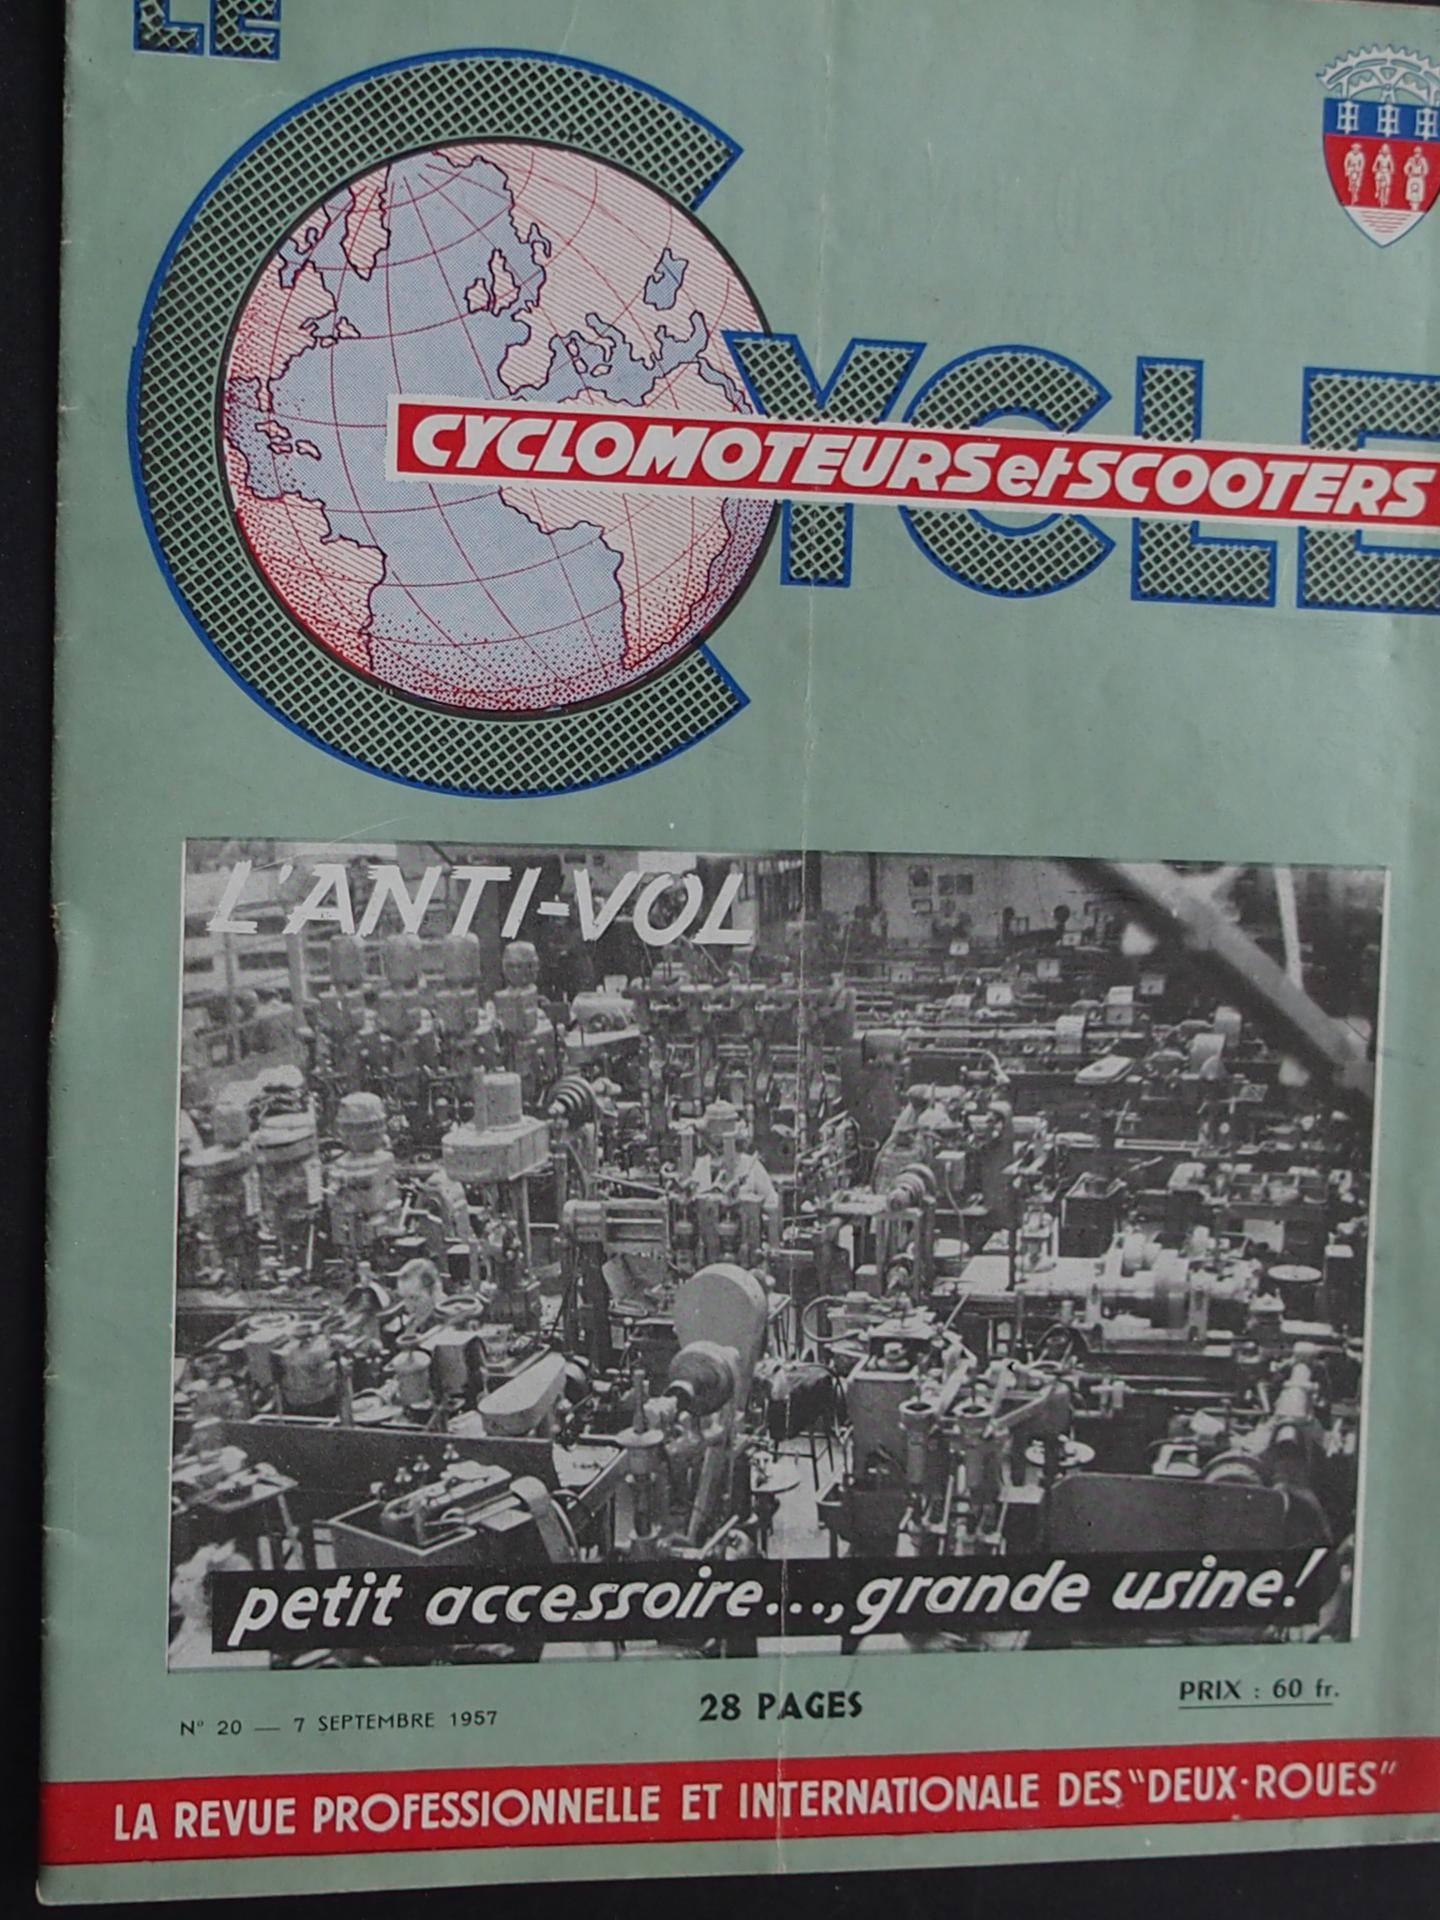 LE
CYCLE
CYCLOMOTEURS et SCOOTERS
L'ANTI-VOL
petit accessoire..., grande usine!
N° 20 — 7 SEPTEMBRE 1957
28 PAGES
PRIX : 60 fr.
LA REVUE PROFESSIONNELLE ET INTERNATIONALE DES "DEUX-ROUES"